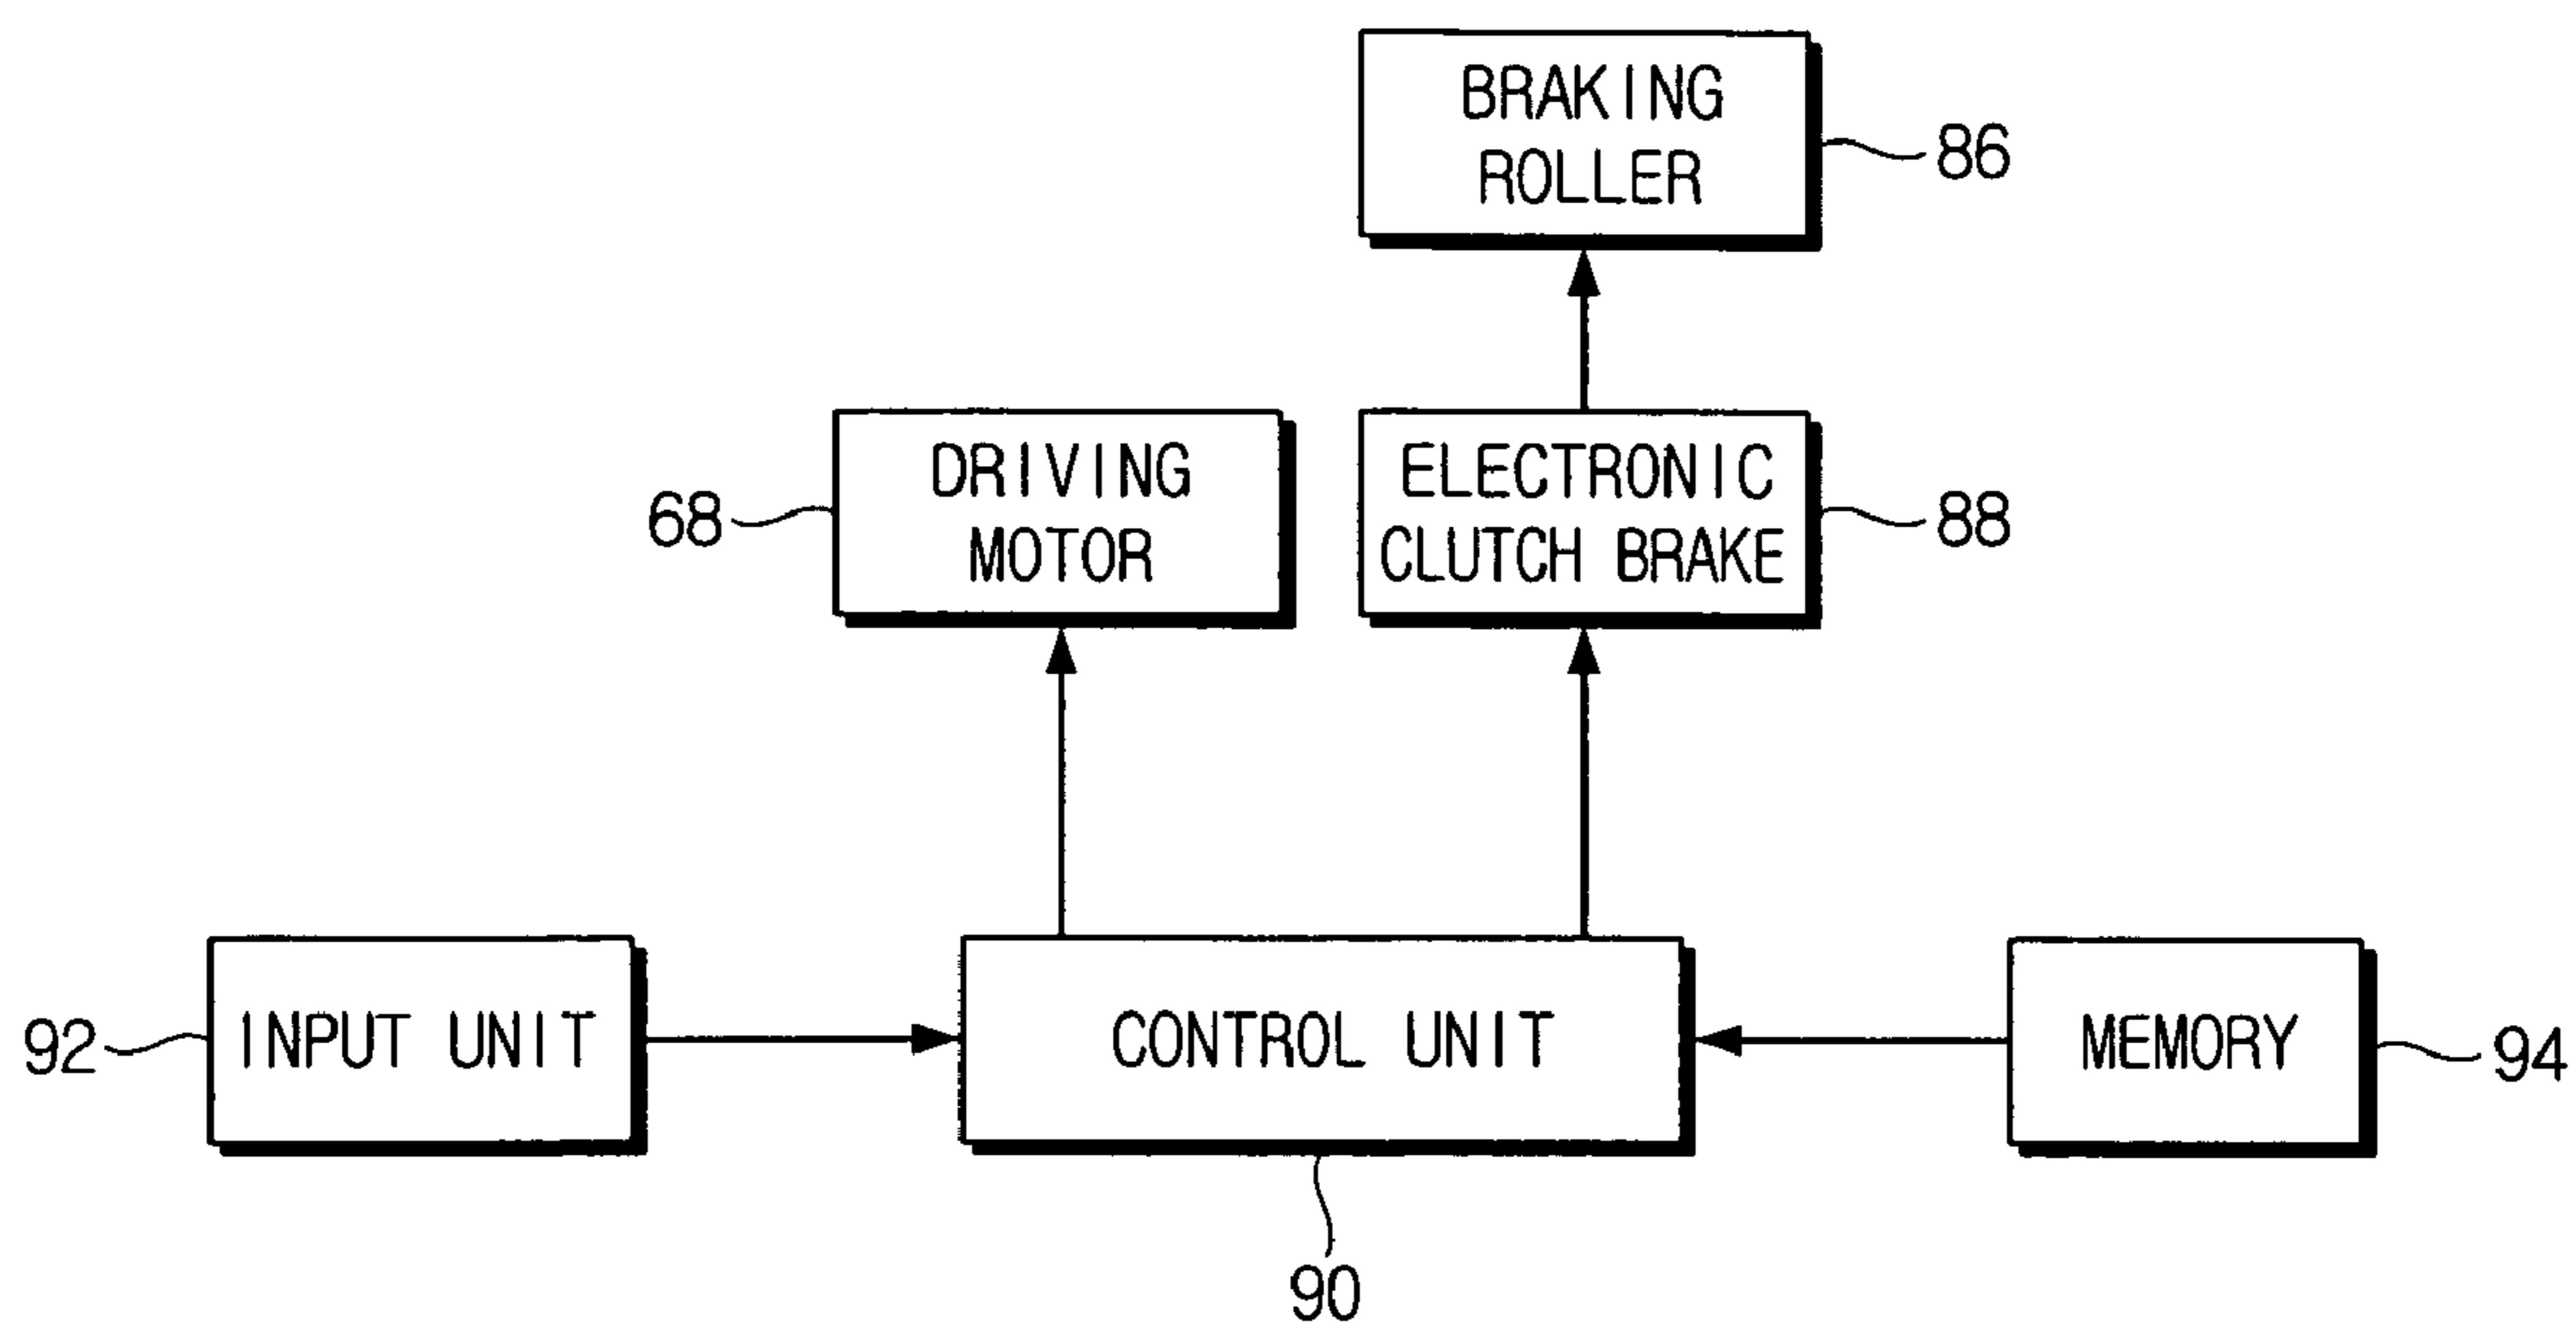 BRAKING
ROLLER
86
DRIVING
MOTOR
68
ELECTRONIC
CLUTCH BRAKE
88
INPUT UNIT
92
CONTROL UNIT
90
MEMORY
94